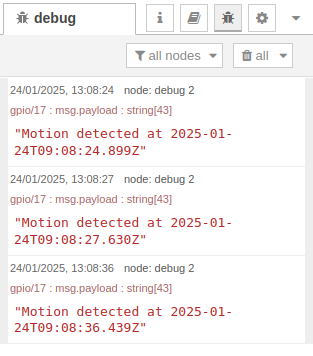 debug
i
all nodes
all
24/01/2025, 13:08:24 node: debug 2
gpio/17 : msg.payload : string[43]
"Motion detected at 2025-01-
24T09:08:24.899Z"
24/01/2025, 13:08:27 node: debug 2
gpio/17 : msg.payload : string[43]
"Motion detected at 2025-01-
24T09:08:27.630Z"
24/01/2025, 13:08:36 node: debug 2
gpio/17 : msg.payload : string[43]
"Motion detected at 2025-01-
24T09:08:36.439Z"